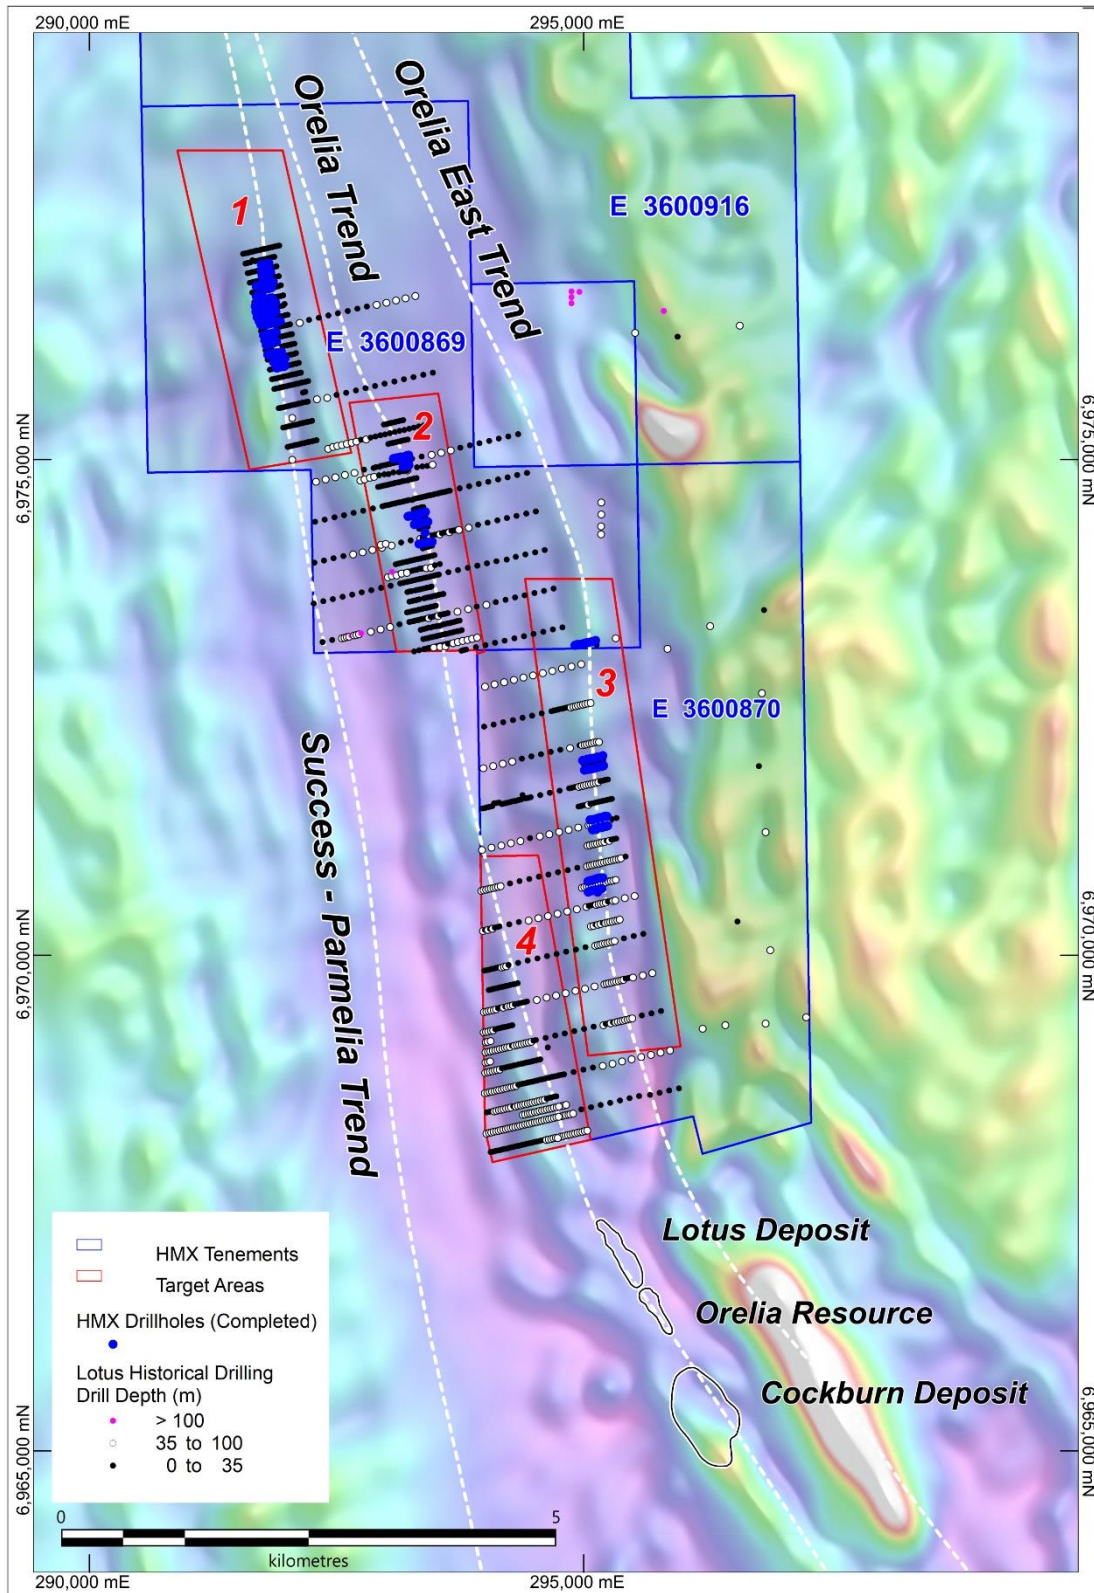 290,000 mE
295,000 mE
Orelia Trend
Orelia East Trend
1
E 3600916
E 3600869
2
6,975,000 mN
6,975,000 mN
3
E 3600870
Success - Parmelia Trend
4
6,970,000 mN
6,970,000 mN
Lotus Deposit
Orelia Resource
Cockburn Deposit
HMX Tenements
Target Areas
HMX Drillholes (Completed)
Lotus Historical Drilling
Drill Depth (m)
> 100
35 to 100
0 to 35
6,965,000 mN
6,965,000 mN
0
5
kilometres
290,000 mE
295,000 mE